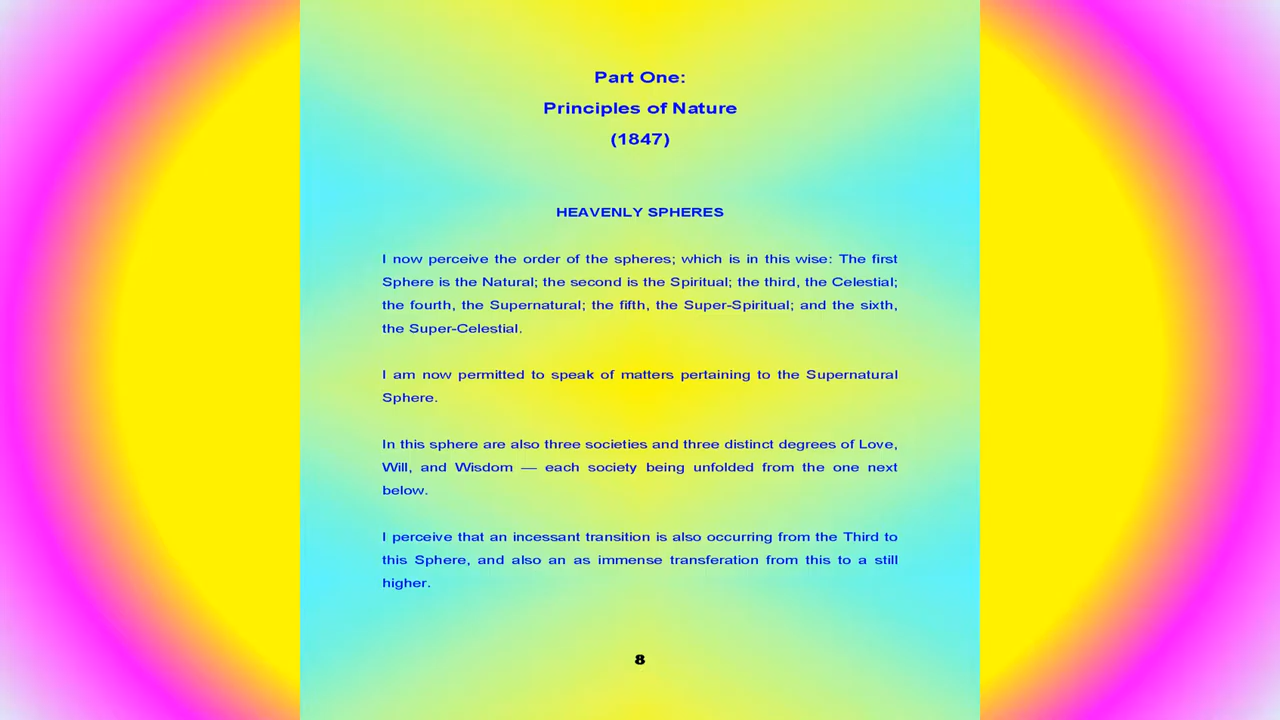 Part One:
Principles of Nature
(1847)
HEAVENLY SPHERES
I now perceive the order of the spheres; which is in this wise: The first
Sphere is the Natural; the second is the Spiritual; the third, the Celestial;
the fourth, the Supernatural; the fifth, the Super-Spiritual; and the sixth,
the Super-Celestial.
I am now permitted to speak of matters pertaining to the Supernatural
Sphere.
In this sphere are also three societies and three distinct degrees of Love,
Will, and Wisdom — each society being unfolded from the one next
below.
I perceive that an incessant transition is also occurring from the Third to
this Sphere, and also an as immense transferation from this to a still
higher.
8